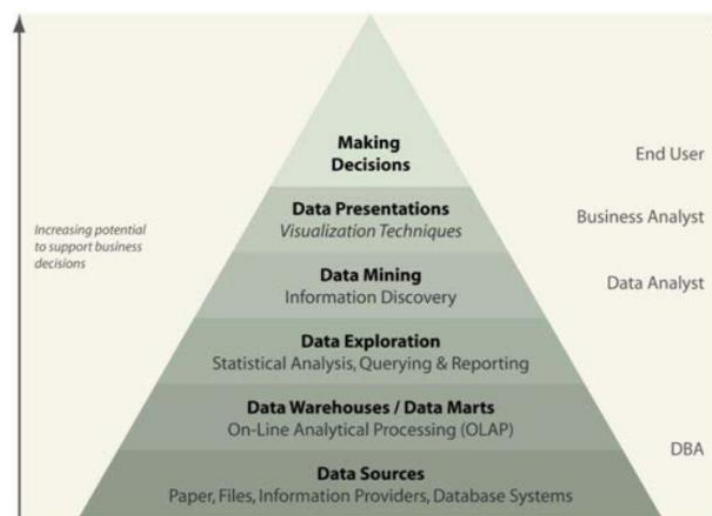 Making
Decisions
End User
Data Presentations
Visualization Techniques
Business Analyst
Increasing potential
to support business
decisions
Data Mining
Information Discovery
Data Analyst
Data Exploration
Statistical Analysis, Querying & Reporting
Data Warehouses / Data Marts
On-Line Analytical Processing (OLAP)
DBA
Data Sources
Paper, Files, Information Providers, Database Systems